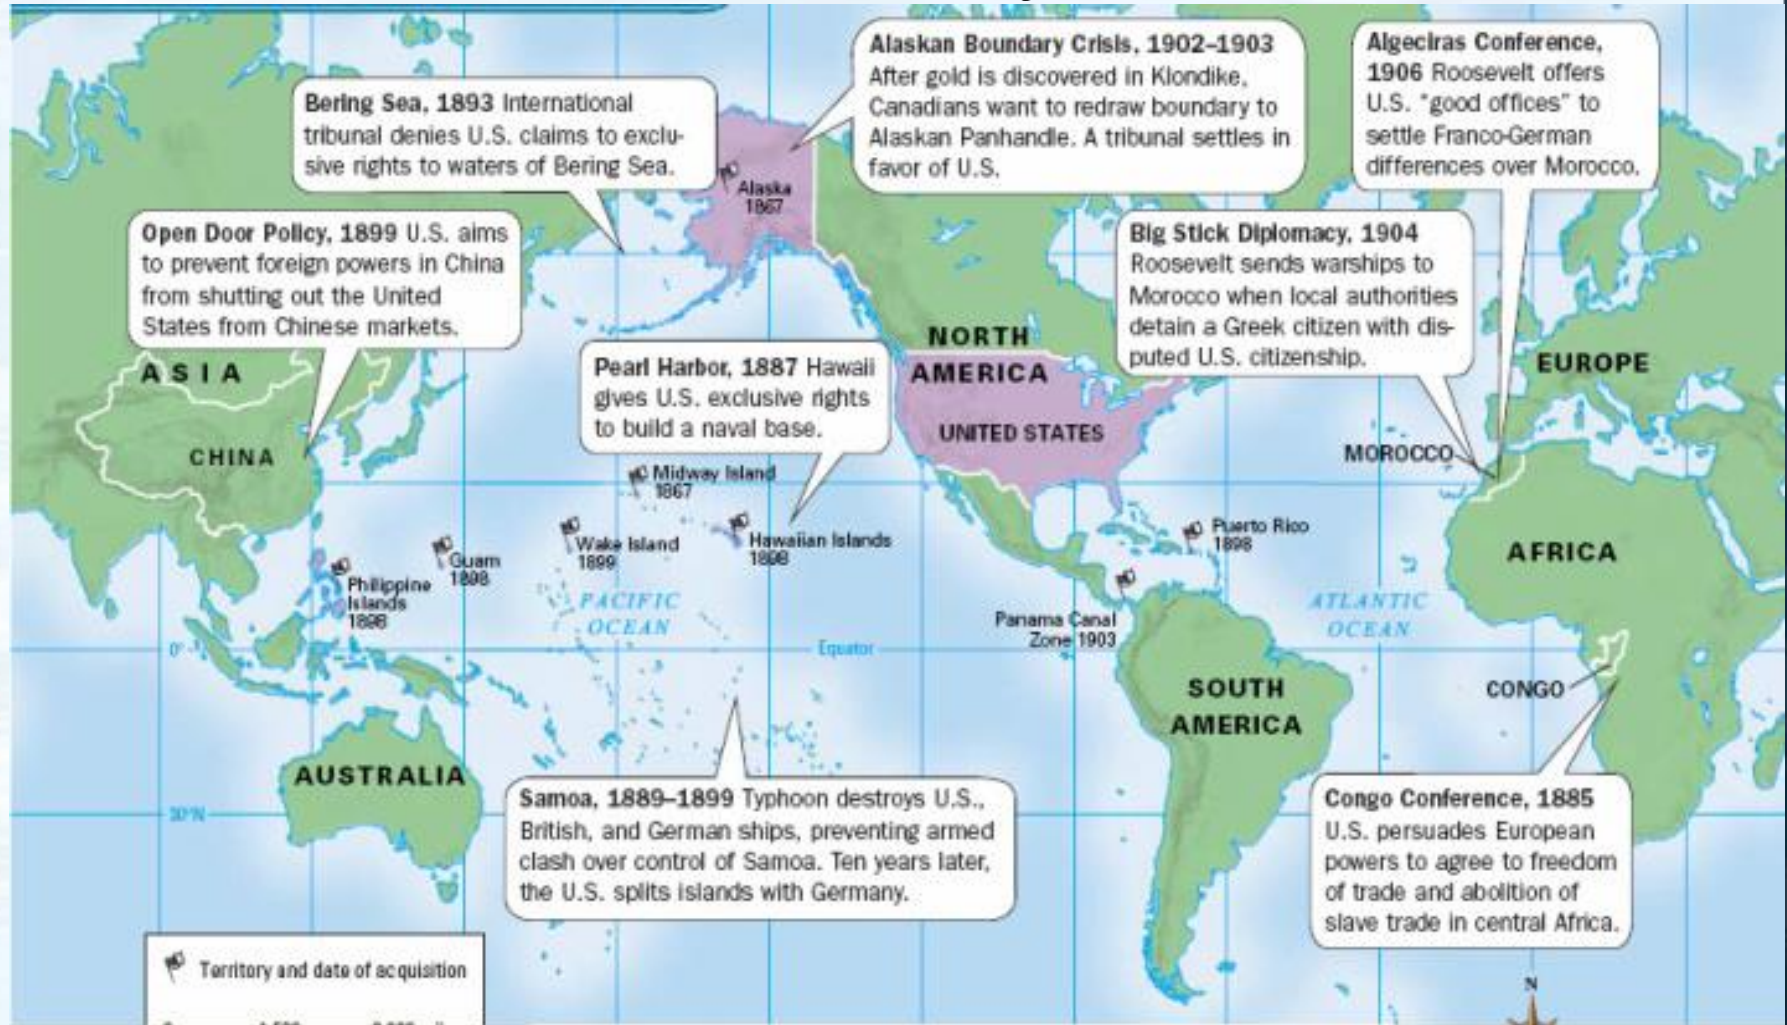 Bering Sea, 1893 International
tribunal denies U.S. claims to exclu-
sive rights to waters of Bering Sea.
Alaskan Boundary Crisis, 1902–1903
After gold is discovered in Klondike,
Canadians want to redraw boundary to
Alaskan Panhandle. A tribunal settles in
favor of U.S.
Algeciras Conference,
1906 Roosevelt offers
U.S. "good offices" to
settle Franco-German
differences over Morocco.
Open Door Policy, 1899 U.S. aims
to prevent foreign powers in China
from shutting out the United
States from Chinese markets.
Alaska
1867
Big Stick Diplomacy, 1904
Roosevelt sends warships to
Morocco when local authorities
detain a Greek citizen with dis-
puted U.S. citizenship.
Pearl Harbor, 1887 Hawaii
gives U.S. exclusive rights
to build a naval base.
ASIA
CHINA
NORTH
AMERICA
UNITED STATES
EUROPE
MOROCCO
Midway Island
1867
Wake Island
1899
Hawaiian Islands
1898
Guam
1898
Philippine
Islands
1898
Puerto Rico
1898
AFRICA
PACIFIC
OCEAN
ATLANTIC
OCEAN
Panama Canal
Zone 1903
0°
Equator
CONGO
SOUTH
AMERICA
AUSTRALIA
30°N
Samoa, 1889–1899 Typhoon destroys U.S.,
British, and German ships, preventing armed
clash over control of Samoa. Ten years later,
the U.S. splits islands with Germany.
Congo Conference, 1885
U.S. persuades European
powers to agree to freedom
of trade and abolition of
slave trade in central Africa.
Territory and date of acquisition
N